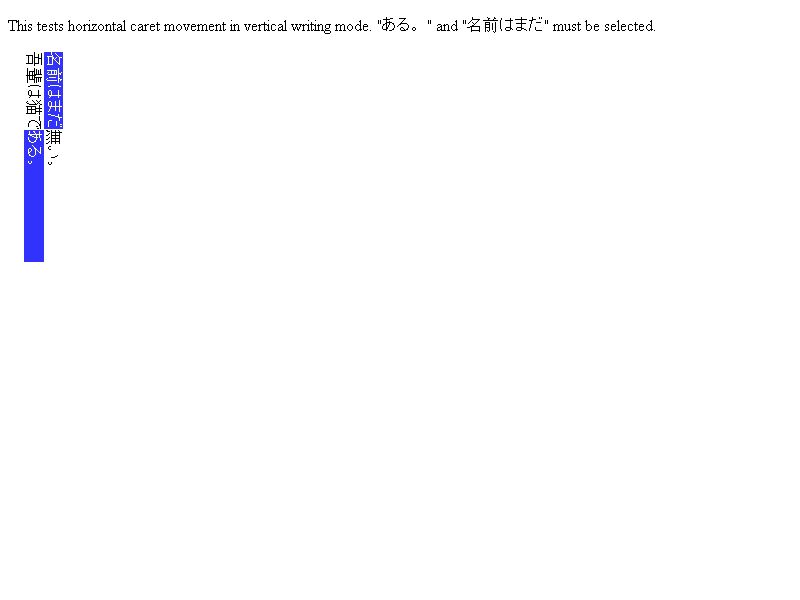 This tests horizontal caret movement in vertical writing mode. "ある。" and "名前はまだ" must be selected.
吾輩は猫である。
名前はまだ無い。